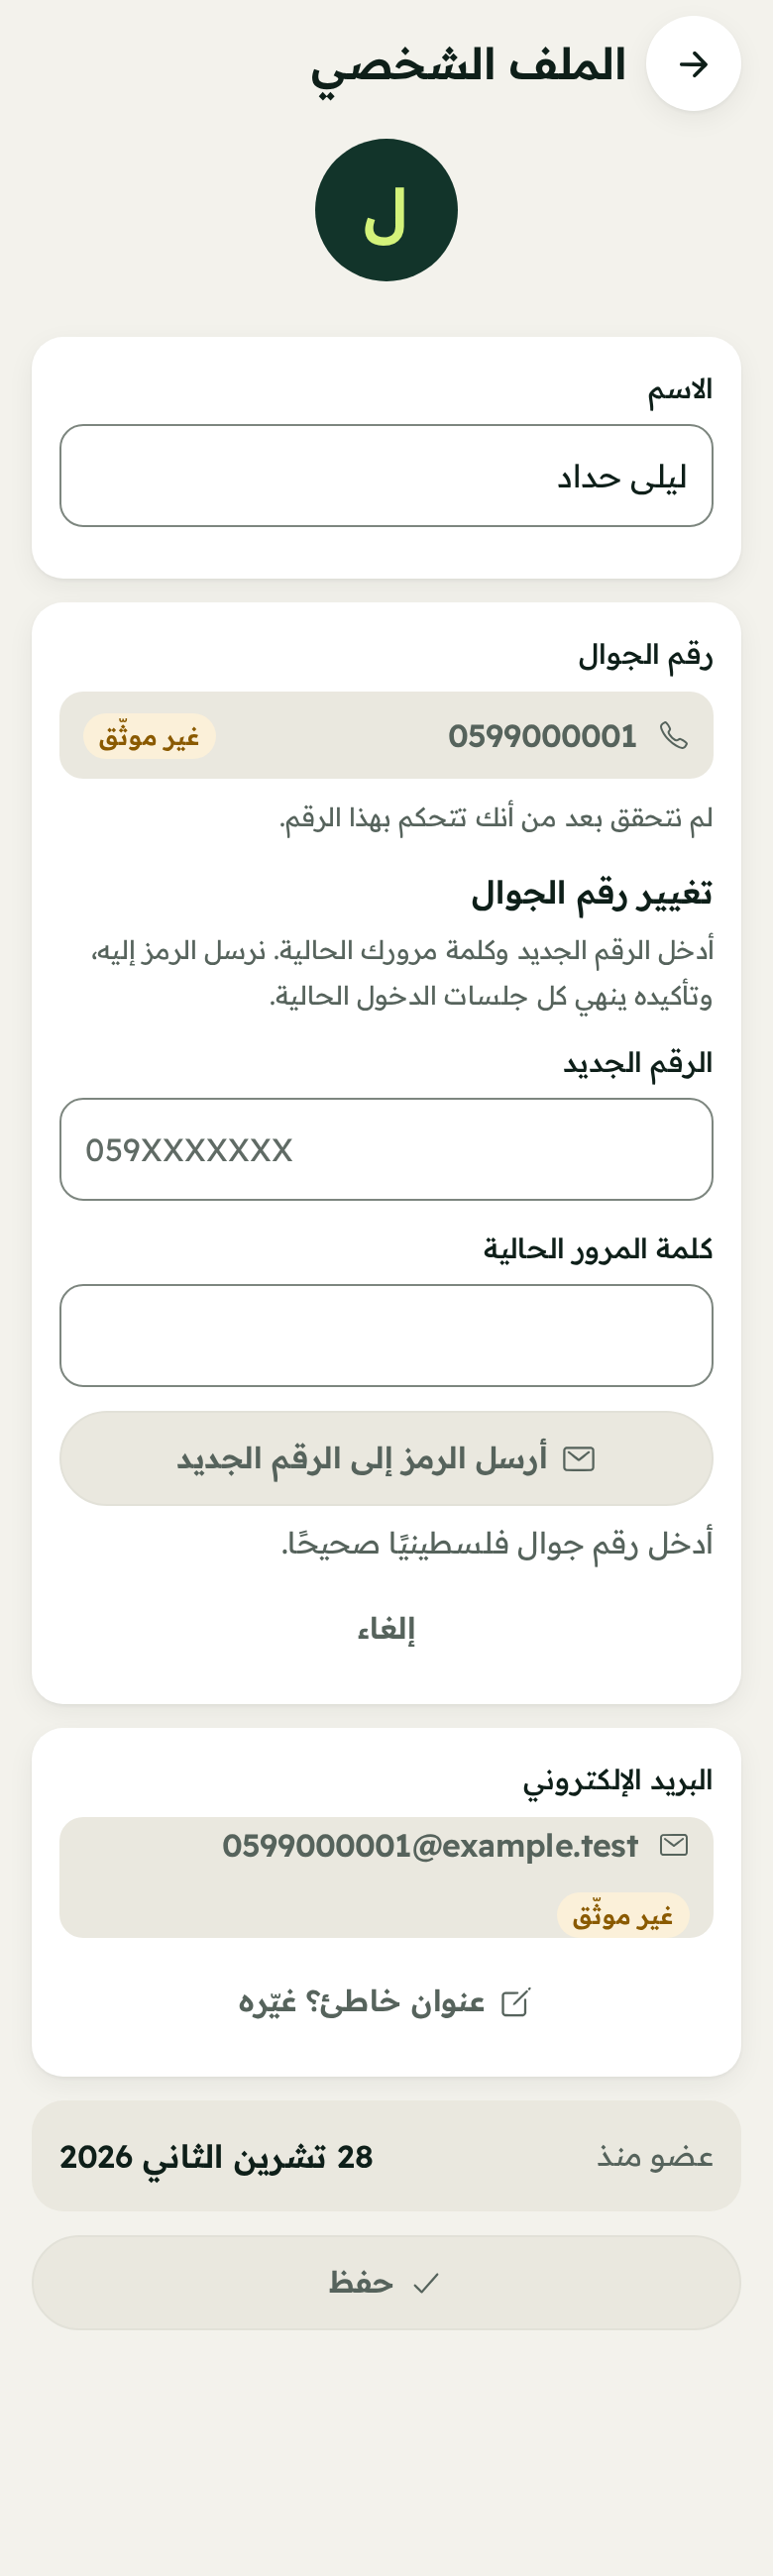 الملف الشخصي
ل
الاسم
ليلى حداد
رقم الجوال
0599000001
غير موثّق
لم نتحقق بعد من أنك تتحكم بهذا الرقم.
تغيير رقم الجوال
أدخل الرقم الجديد وكلمة مرورك الحالية. نرسل الرمز إليه،
وتأكيده ينهي كل جلسات الدخول الحالية.
الرقم الجديد
059XXXXXXX
كلمة المرور الحالية
أرسل الرمز إلى الرقم الجديد
أدخل رقم جوال فلسطينيًا صحيحًا.
إلغاء
البريد الإلكتروني
0599000001@example.test
غير موثّق
عنوان خاطئ؟ غيّره
عضو منذ
28 تشرين الثاني 2026
حفظ